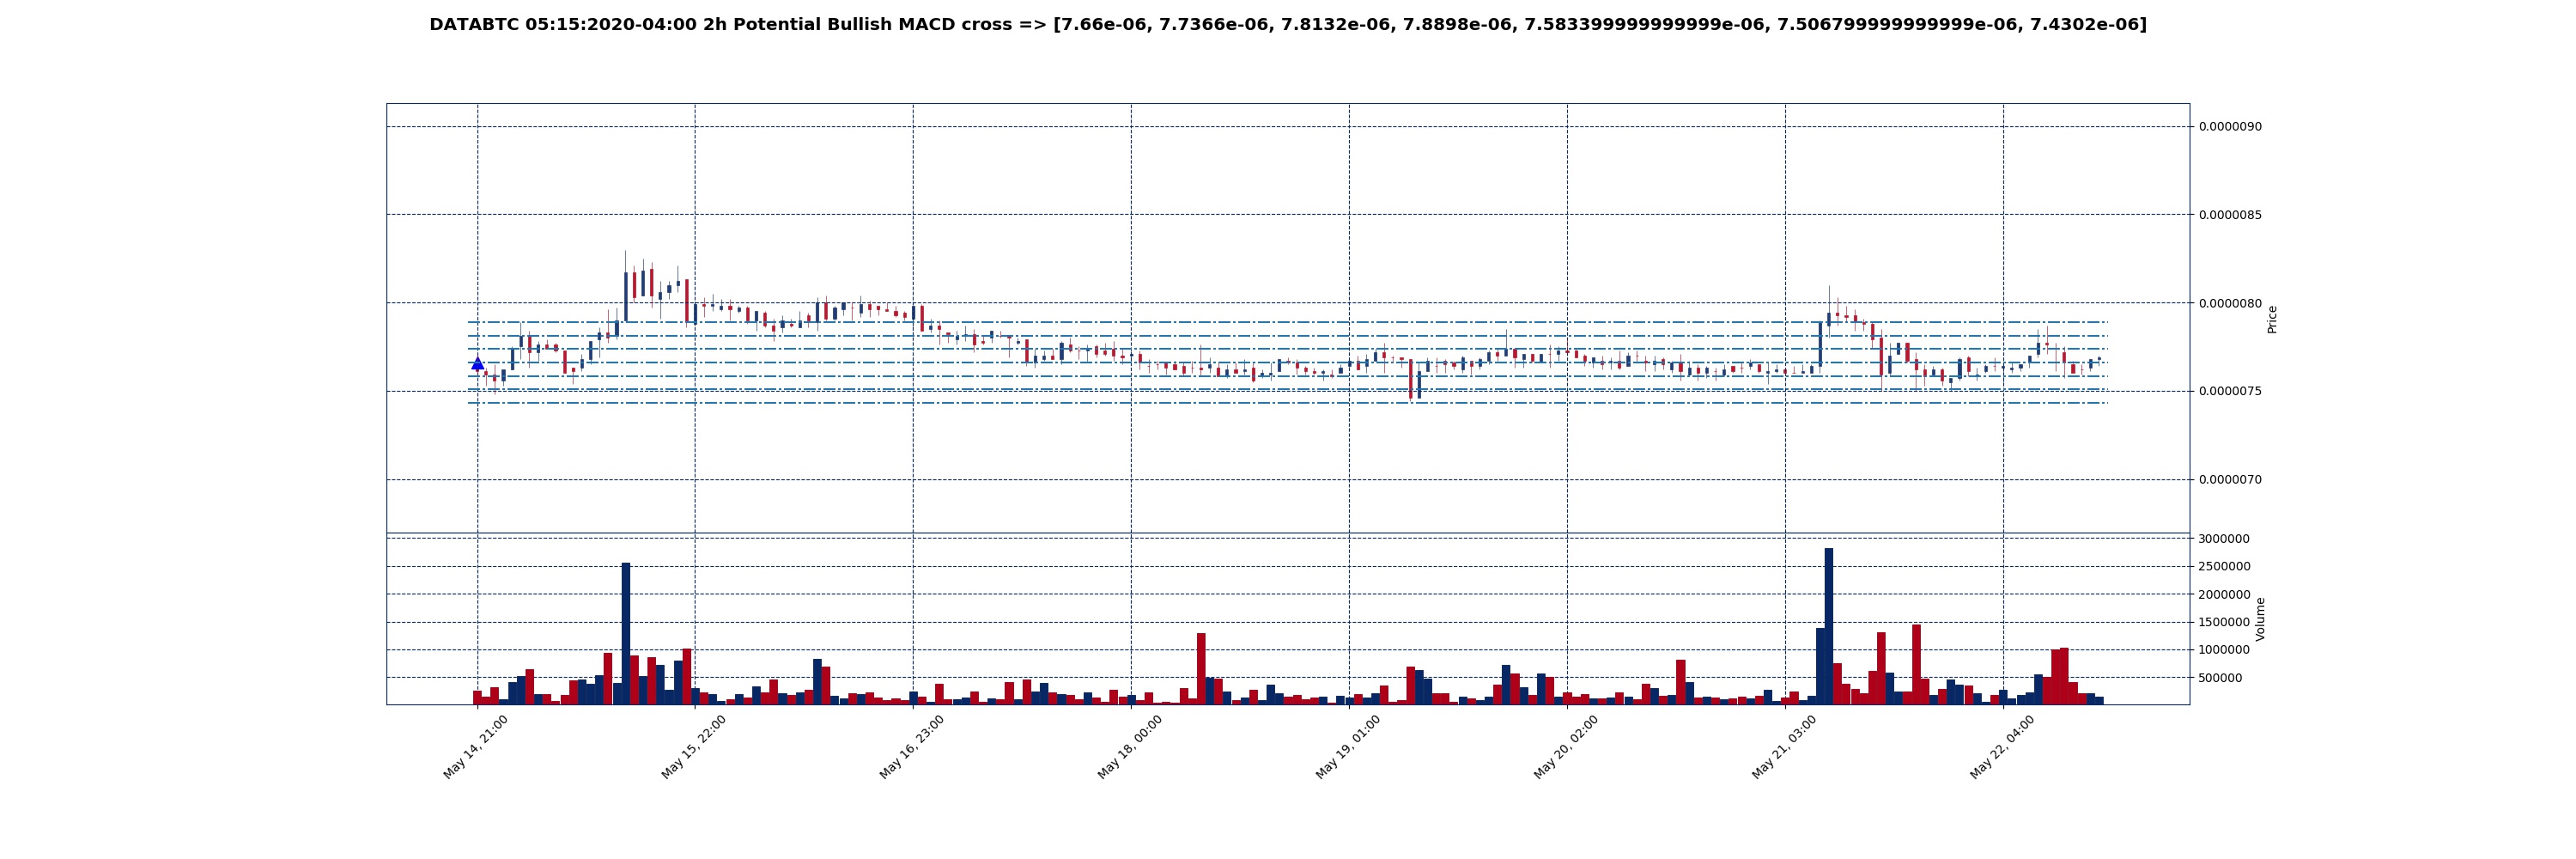 DATABTC 05:15:2020-04:00 2h Potential Bullish MACD cross => [7.66e-06, 7.7366e-06, 7.8132e-06, 7.8898e-06, 7.583399999999999e-06, 7.506799999999999e-06, 7.4302e-06]
0.0000090
0.0000085
0.0000080
0.0000075
0.0000070
Price
3000000
2500000
2000000
1500000
1000000
500000
Volume
May 14, 21:00
May 15, 22:00
May 16, 23:00
May 18, 00:00
May 19, 01:00
May 20, 02:00
May 21, 03:00
May 22, 04:00